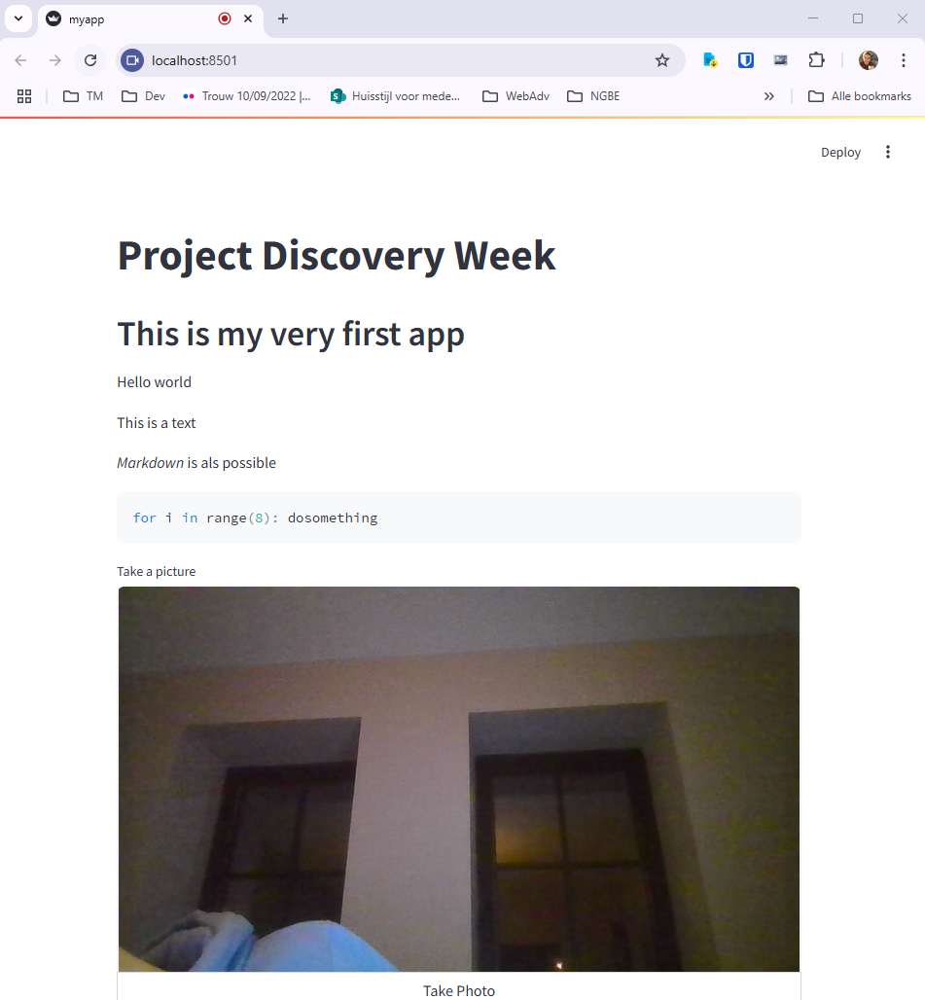 myapp
localhost:8501
TM Dev Trouw 10/09/2022 |... Huisstijl voor mede... WebAdv NGBE » Alle bookmarks
Deploy
Project Discovery Week
This is my very first app
Hello world
This is a text
Markdown is als possible
for i in range(8): dosomething
Take a picture
Take Photo